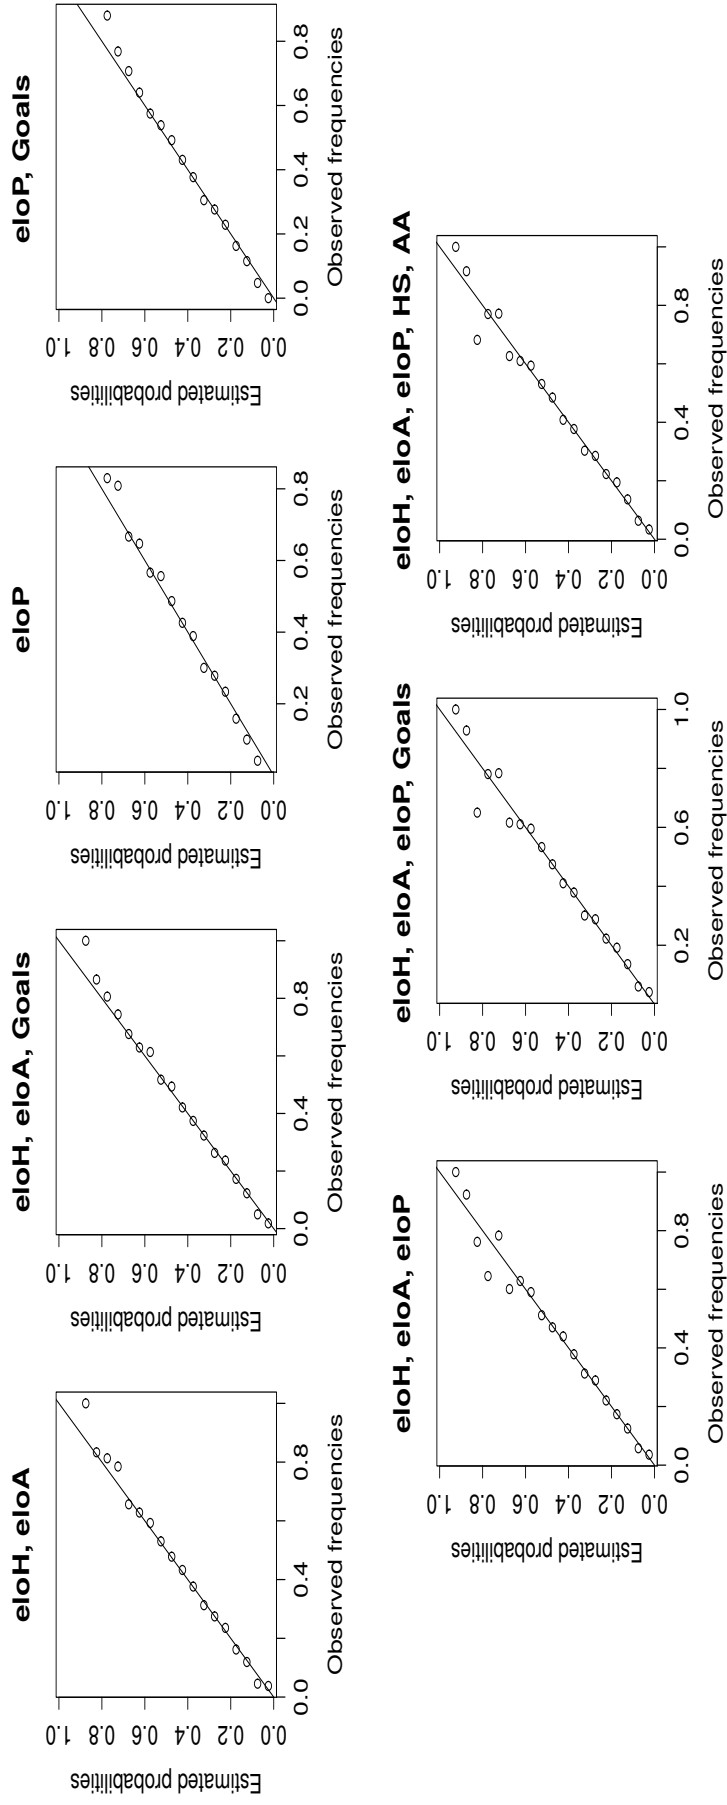 eloH, eloA
Estimated probabilities
0.0 0.2 0.4 0.6 0.8 1.0
0.0 0.4 0.8
Observed frequencies
eloH, eloA, Goals
Estimated probabilities
0.0 0.2 0.4 0.6 0.8 1.0
0.0 0.4 0.8
Observed frequencies
eloP
Estimated probabilities
0.0 0.2 0.4 0.6 0.8 1.0
0.2 0.4 0.6 0.8
Observed frequencies
eloP, Goals
Estimated probabilities
0.0 0.2 0.4 0.6 0.8 1.0
0.0 0.2 0.4 0.6 0.8
Observed frequencies
eloH, eloA, eloP
Estimated probabilities
0.0 0.2 0.4 0.6 0.8 1.0
0.0 0.4 0.8
Observed frequencies
eloH, eloA, eloP, Goals
Estimated probabilities
0.0 0.2 0.4 0.6 0.8 1.0
0.2 0.6 1.0
Observed frequencies
eloH, eloA, eloP, HS, AA
Estimated probabilities
0.0 0.2 0.4 0.6 0.8 1.0
0.0 0.4 0.8
Observed frequencies